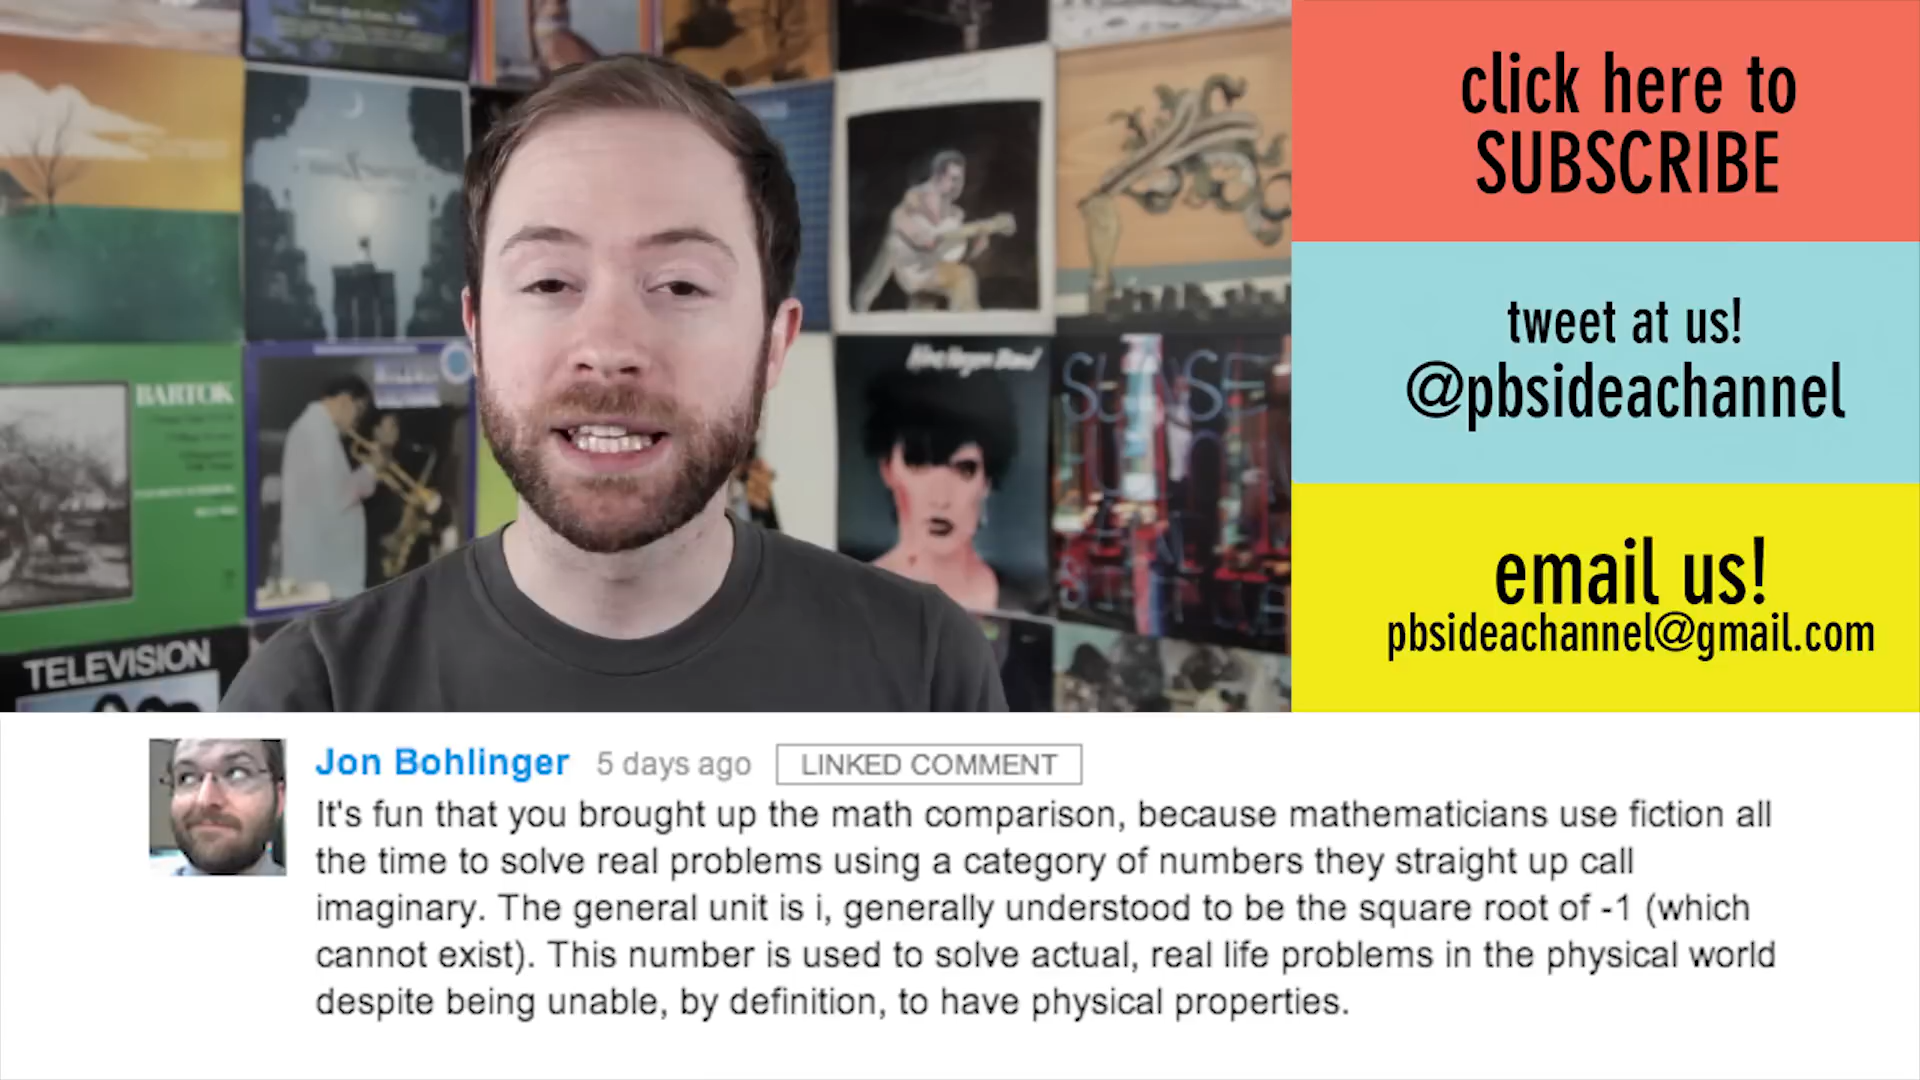 click here to
SUBSCRIBE
tweet at us!
@pbsideachannel
email us!
pbsideachannel@gmail.com
BARTOK
TELEVISION
SUNSET
Jon Bohlinger 5 days ago LINKED COMMENT
It's fun that you brought up the math comparison, because mathematicians use fiction all
the time to solve real problems using a category of numbers they straight up call
imaginary. The general unit is i, generally understood to be the square root of -1 (which
cannot exist). This number is used to solve actual, real life problems in the physical world
despite being unable, by definition, to have physical properties.